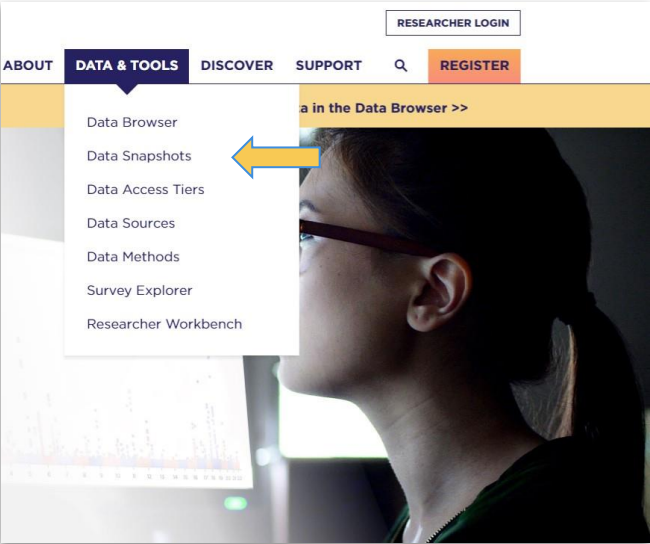 RESEARCHER LOGIN
ABOUT DATA & TOOLS DISCOVER SUPPORT REGISTER
in the Data Browser >>
Data Browser
Data Snapshots
Data Access Tiers
Data Sources
Data Methods
Survey Explorer
Researcher Workbench